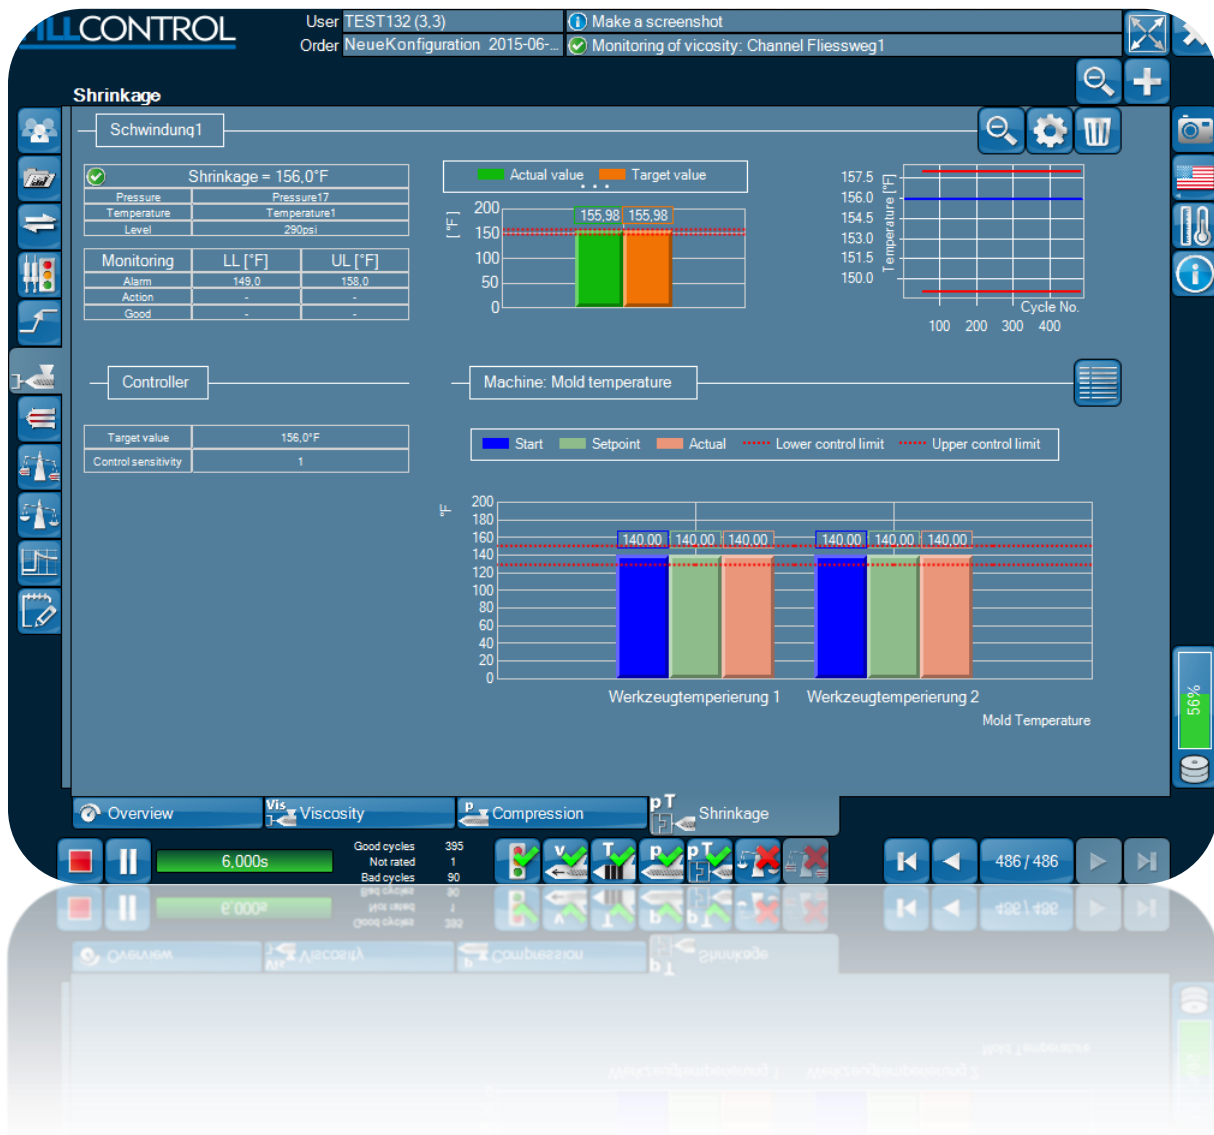 LLCONTROL
User TEST132 (3,3)
Make a screenshot
Order NeueKonfiguration 2015-06-...
Monitoring of vicosity: Channel Fliessweg1
Shrinkage
Schwindung1
Shrinkage = 156,0°F
Pressure Pressure17
Temperature Temperature1
Level 290psi
Monitoring LL [°F] UL [°F]
Alarm 149,0 158,0
Action - -
Good - -
Actual value Target value
...
[°F]
200
150
100
50
0
155,98 155,98
Temperature [°F]
157.5
156.0
154.5
153.0
151.5
150.0
Cycle No.
100 200 300 400
Controller
Target value 156,0°F
Control sensitivity 1
Machine: Mold temperature
Start Setpoint Actual Lower control limit Upper control limit
°F
200
180
160
140
120
100
80
60
40
20
0
140.00 140,00 140,00 140.00 140,00 140,00
Werkzeugtemperierung 1 Werkzeugtemperierung 2
Mold Temperature
56%
Overview
Vis Viscosity
P Compression
pT Shrinkage
6,000s
Good cycles 395
Not rated 1
Bad cycles 90
V T P pT
486 / 486